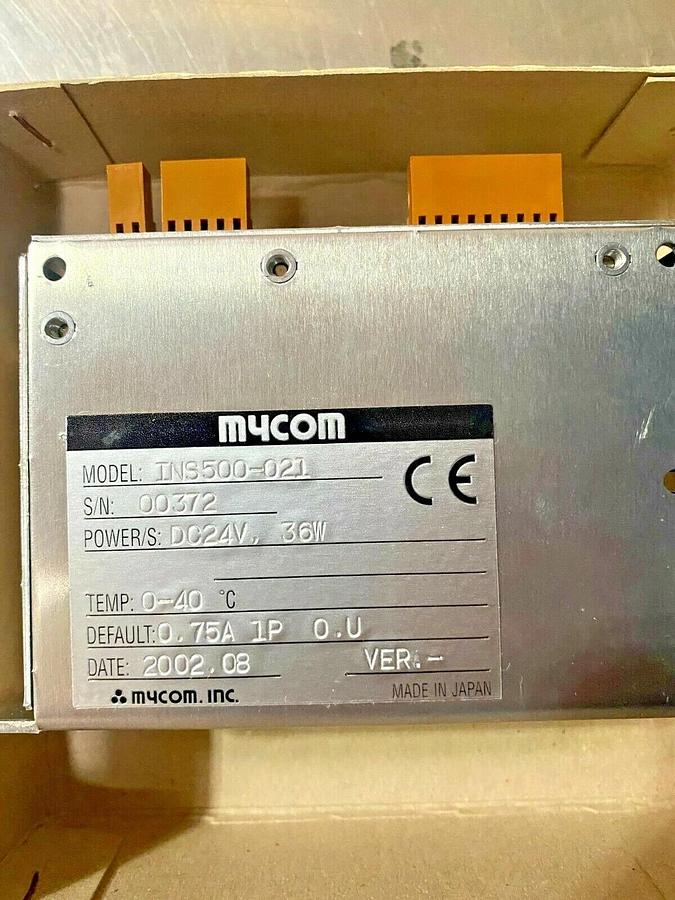 mycom
MODEL: INS500-021
CE
S/N: 00372
POWER/S: DC24V, 36W
TEMP: 0-40 °C
DEFAULT: 0.75A 1P 0.U
DATE: 2002.08 VER.-
mycom. INC. MADE IN JAPAN